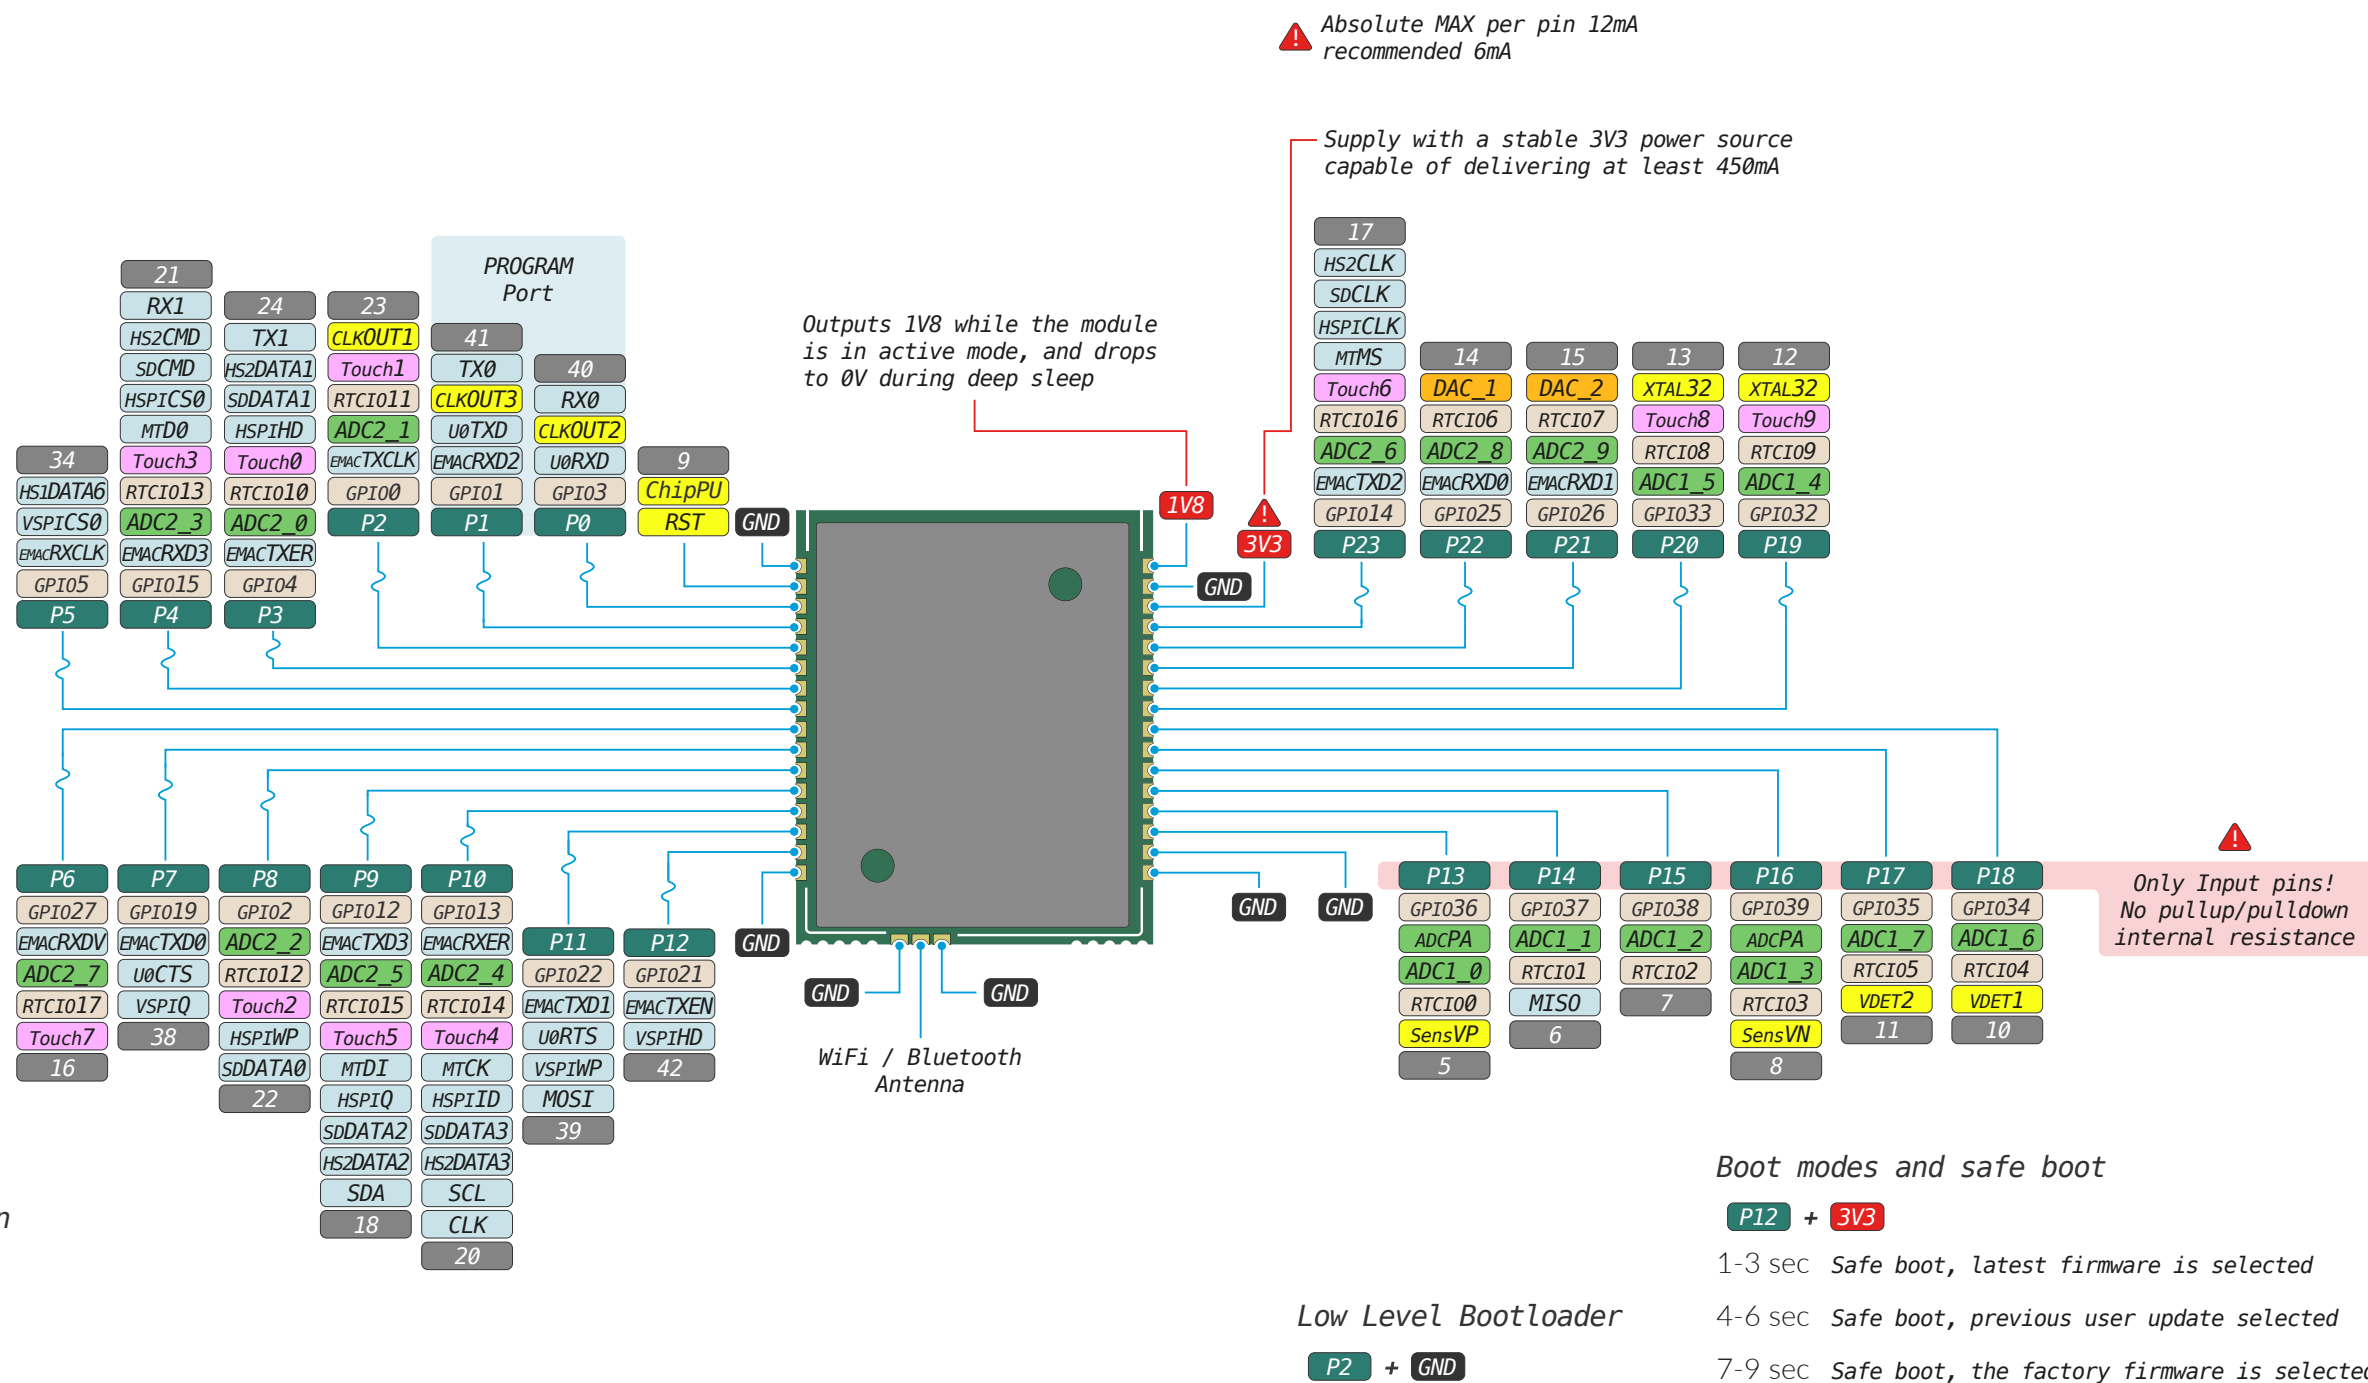 Absolute MAX per pin 12mA
recommended 6mA
Supply with a stable 3V3 power source
capable of delivering at least 450mA
PROGRAM
Port
Outputs 1V8 while the module
is in active mode, and drops
to 0V during deep sleep
34
HS1DATA6
VSPICS0
EMACRXCLK
GPIO5
P5
21
RX1
HS2CMD
SDCMD
HSPICS0
MTDO
Touch3
RTCIO13
ADC2_3
EMACRXD3
GPIO15
P4
24
TX1
HS2DATA1
SDDATA1
HSPIHD
Touch0
RTCIO10
ADC2_0
EMACTXER
GPIO4
P3
23
CLKOUT1
Touch1
RTCIO11
ADC2_1
EMACTXCLK
GPIO0
P2
41
TX0
CLKOUT3
U0TXD
EMACRXD2
GPIO1
P1
40
RX0
CLKOUT2
U0RXD
GPIO3
P0
9
ChipPU
RST
GND
1V8
GND
3V3
17
HS2CLK
SDCLK
HSPICLK
MTMS
Touch6
RTCIO16
ADC2_6
EMACTXD2
GPIO14
P23
14
DAC_1
RTCIO6
ADC2_8
EMACRXD0
GPIO25
P22
15
DAC_2
RTCIO7
ADC2_9
EMACRXD1
GPIO26
P21
13
XTAL32
Touch8
RTCIO8
ADC1_5
GPIO33
P20
12
XTAL32
Touch9
RTCIO9
ADC1_4
GPIO32
P19
P6
GPIO27
EMACRXDV
ADC2_7
RTCIO17
Touch7
16
P7
GPIO19
EMACTXD0
U0CTS
VSPIQ
38
P8
GPIO2
ADC2_2
RTCIO12
Touch2
HSPIWP
SDDATA0
22
P9
GPIO12
EMACTXD3
ADC2_5
RTCIO15
Touch5
MTDI
HSPIQ
SDDATA2
HS2DATA2
SDA
18
P10
GPIO13
EMACRXER
ADC2_4
RTCIO14
Touch4
MTCK
HSPIID
SDDATA3
HS2DATA3
SCL
CLK
20
P11
GPIO22
EMACTXD1
U0RTS
VSPIWP
MOSI
39
P12
GPIO21
EMACTXEN
VSPIHD
42
GND
GND
GND
WiFi / Bluetooth
Antenna
GND
GND
P13
GPIO36
ADCPA
ADC1_0
RTCIO0
SensVP
5
P14
GPIO37
ADC1_1
RTCIO1
MISO
6
P15
GPIO38
ADC1_2
RTCIO2
7
P16
GPIO39
ADCPA
ADC1_3
RTCIO3
SensVN
8
P17
GPIO35
ADC1_7
RTCIO5
VDET2
11
P18
GPIO34
ADC1_6
RTCIO4
VDET1
10
Only Input pins!
No pullup/pulldown
internal resistance
n
Low Level Bootloader
P2 + GND
Boot modes and safe boot
P12 + 3V3
1-3 sec Safe boot, latest firmware is selected
4-6 sec Safe boot, previous user update selected
7-9 sec Safe boot, the factory firmware is selected